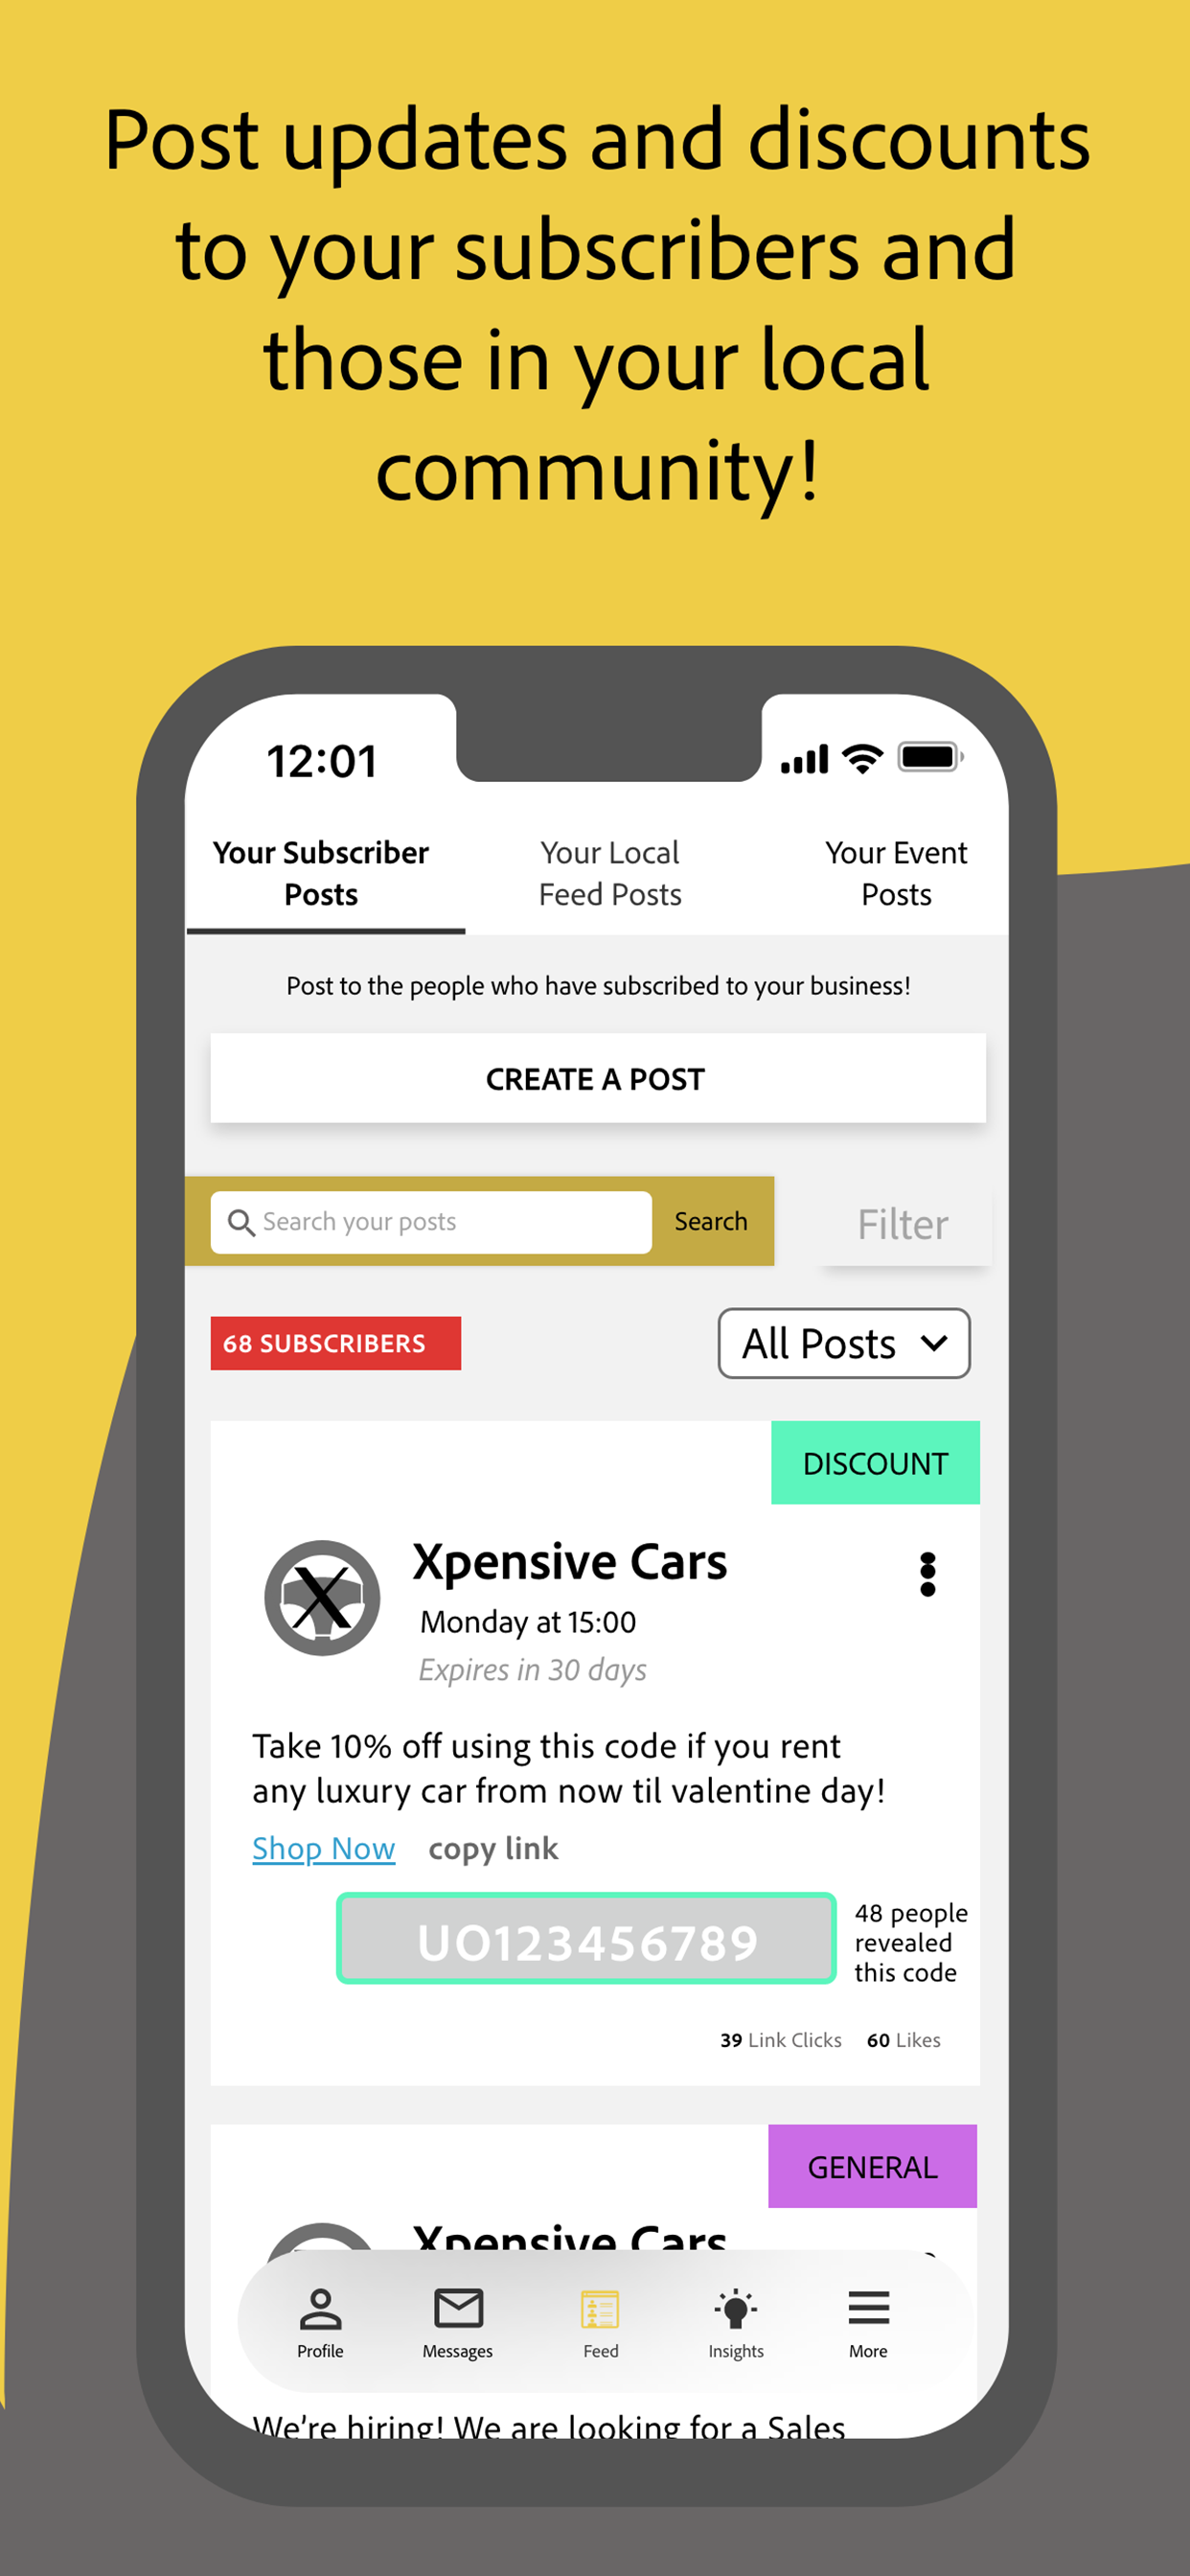 Post updates and discounts
to your subscribers and
those in your local
community!
12:01
Your Subscriber
Posts
Your Local
Feed Posts
Your Event
Posts
Post to the people who have subscribed to your business!
CREATE A POST
Search your posts
Search
Filter
68 SUBSCRIBERS
All Posts
DISCOUNT
X
Xpensive Cars
Monday at 15:00
Expires in 30 days
Take 10% off using this code if you rent
any luxury car from now til valentine day!
Shop Now copy link
UO123456789
48 people
revealed
this code
39 Link Clicks 60 Likes
GENERAL
Xpensive Cars
Profile
Messages
Feed
Insights
More
We're hiring! We are looking for a Sales